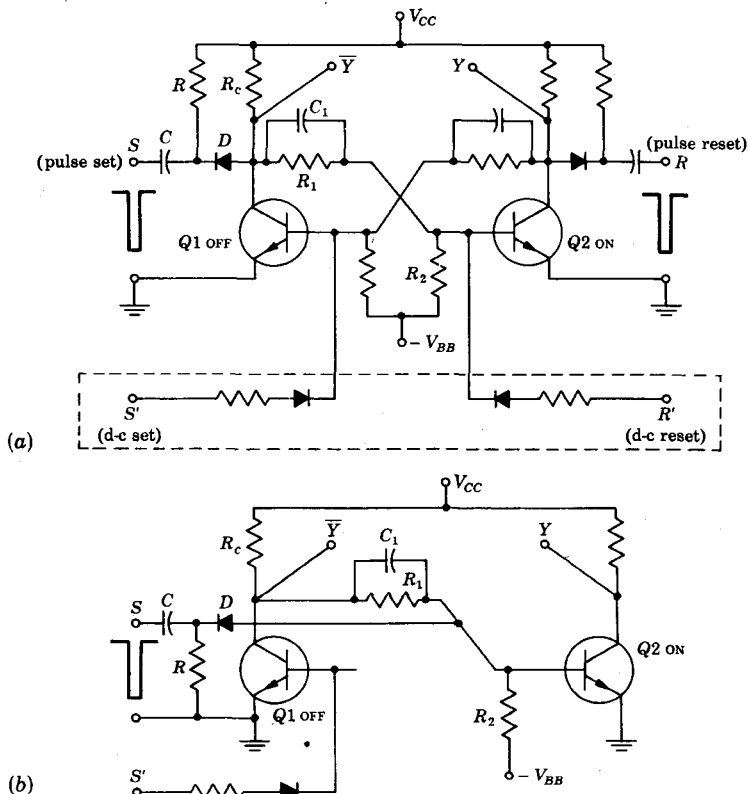 V_CC
Y̅
Y
R
R_c
C_1
S
C
D
R_1
(pulse set)
(pulse reset)
R
Q1 OFF
R_2
Q2 ON
− V_BB
S'
R'
(d-c set)
(d-c reset)
(a)
V_CC
R_c
Y̅
C_1
Y
R_1
S
C
D
R
Q1 OFF
Q2 ON
R_2
− V_BB
S'
(b)